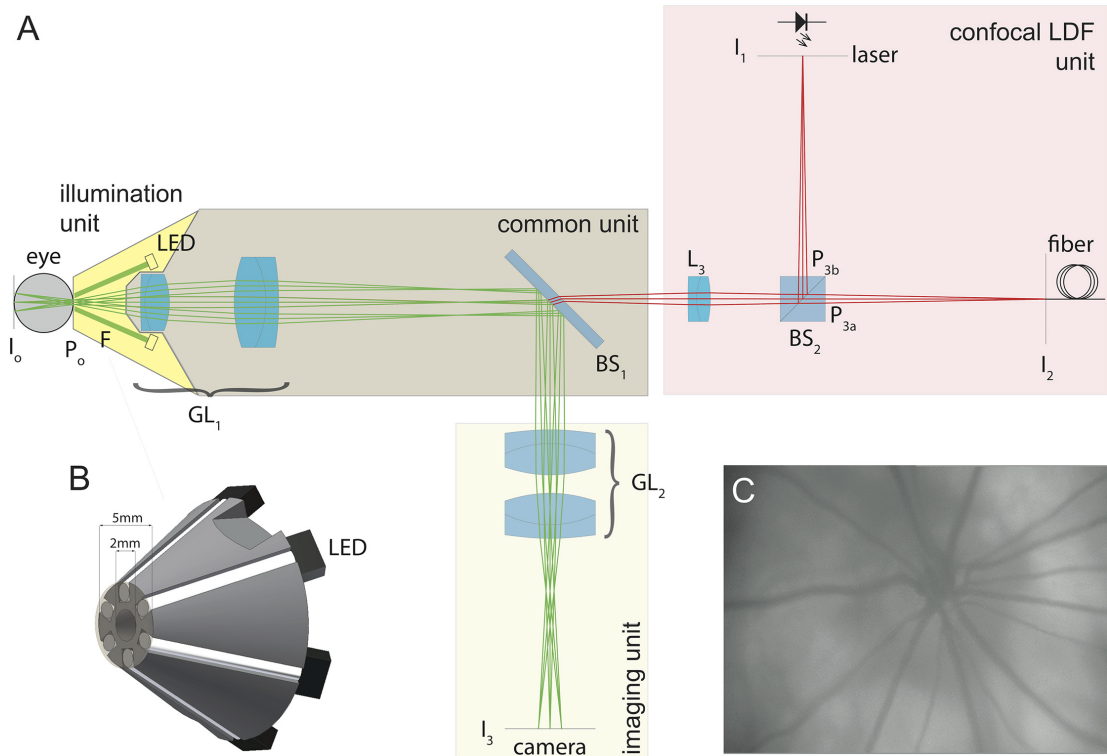 A
confocal LDF
unit
I1
laser
illumination
unit
common unit
LED
eye
L3
P3b
fiber
Io
Po
F
P3a
BS2
BS1
I2
GL1
B
GL2
C
5mm
2mm
LED
imaging unit
I3
camera